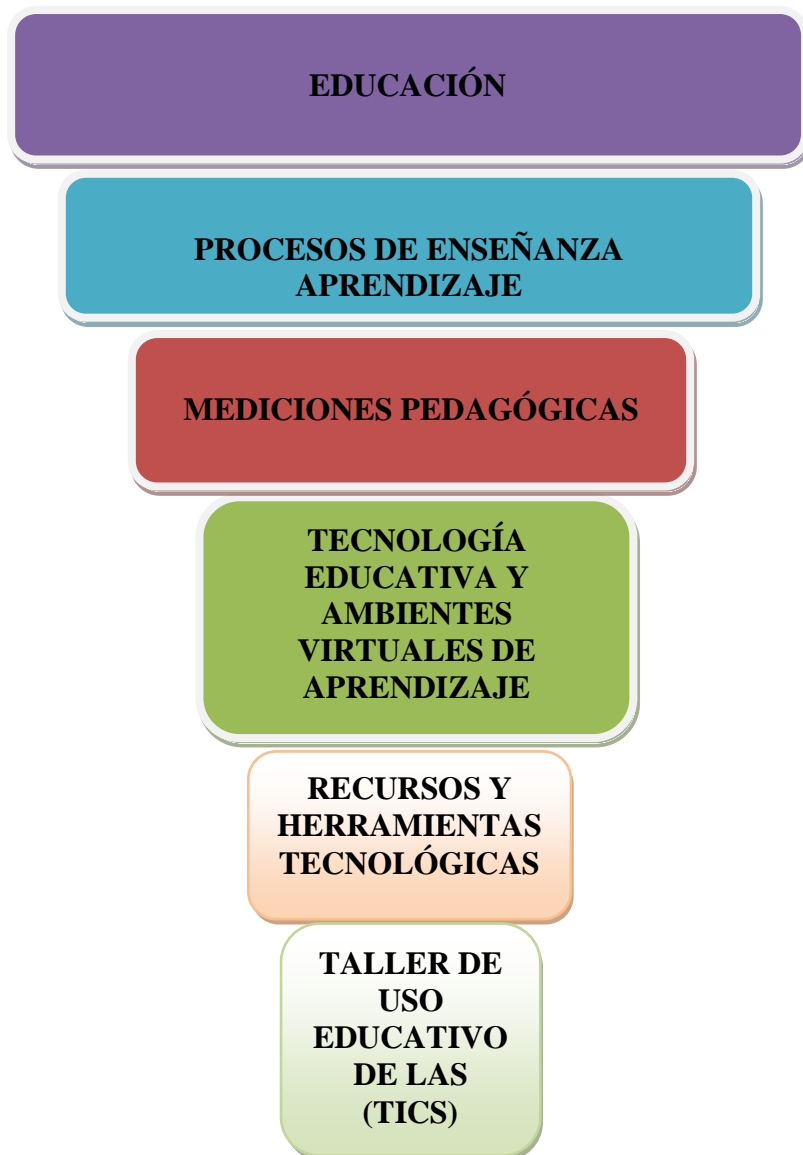 EDUCACIÓN
PROCESOS DE ENSEÑANZA
APRENDIZAJE
MEDICIONES PEDAGÓGICAS
TECNOLOGÍA
EDUCATIVA Y
AMBIENTES
VIRTUALES DE
APRENDIZAJE
RECURSOS Y
HERRAMIENTAS
TECNOLÓGICAS
TALLER DE
USO
EDUCATIVO
DE LAS
(TICS)